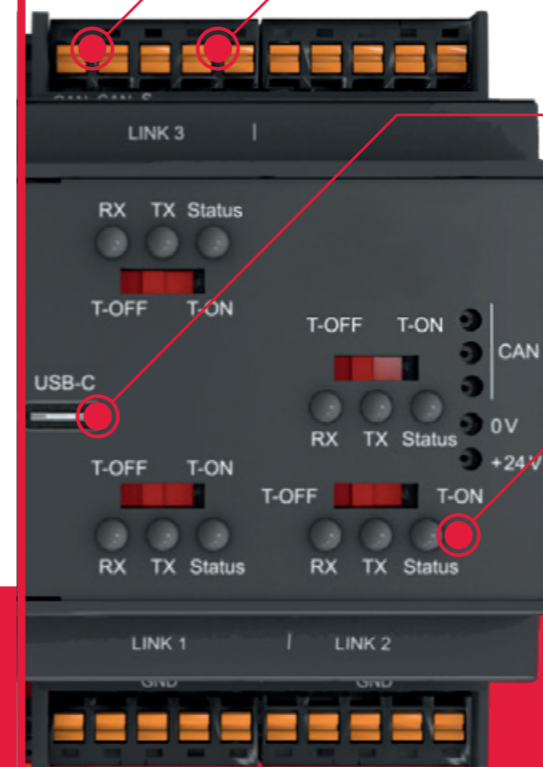 LINK 3
RX TX Status
T-OFF T-ON
T-OFF T-ON
CAN
RX TX Status
0V
+24V
USB-C
T-OFF T-ON
RX TX Status
T-OFF T-ON
RX TX Status
LINK 1 LINK 2
GND GND